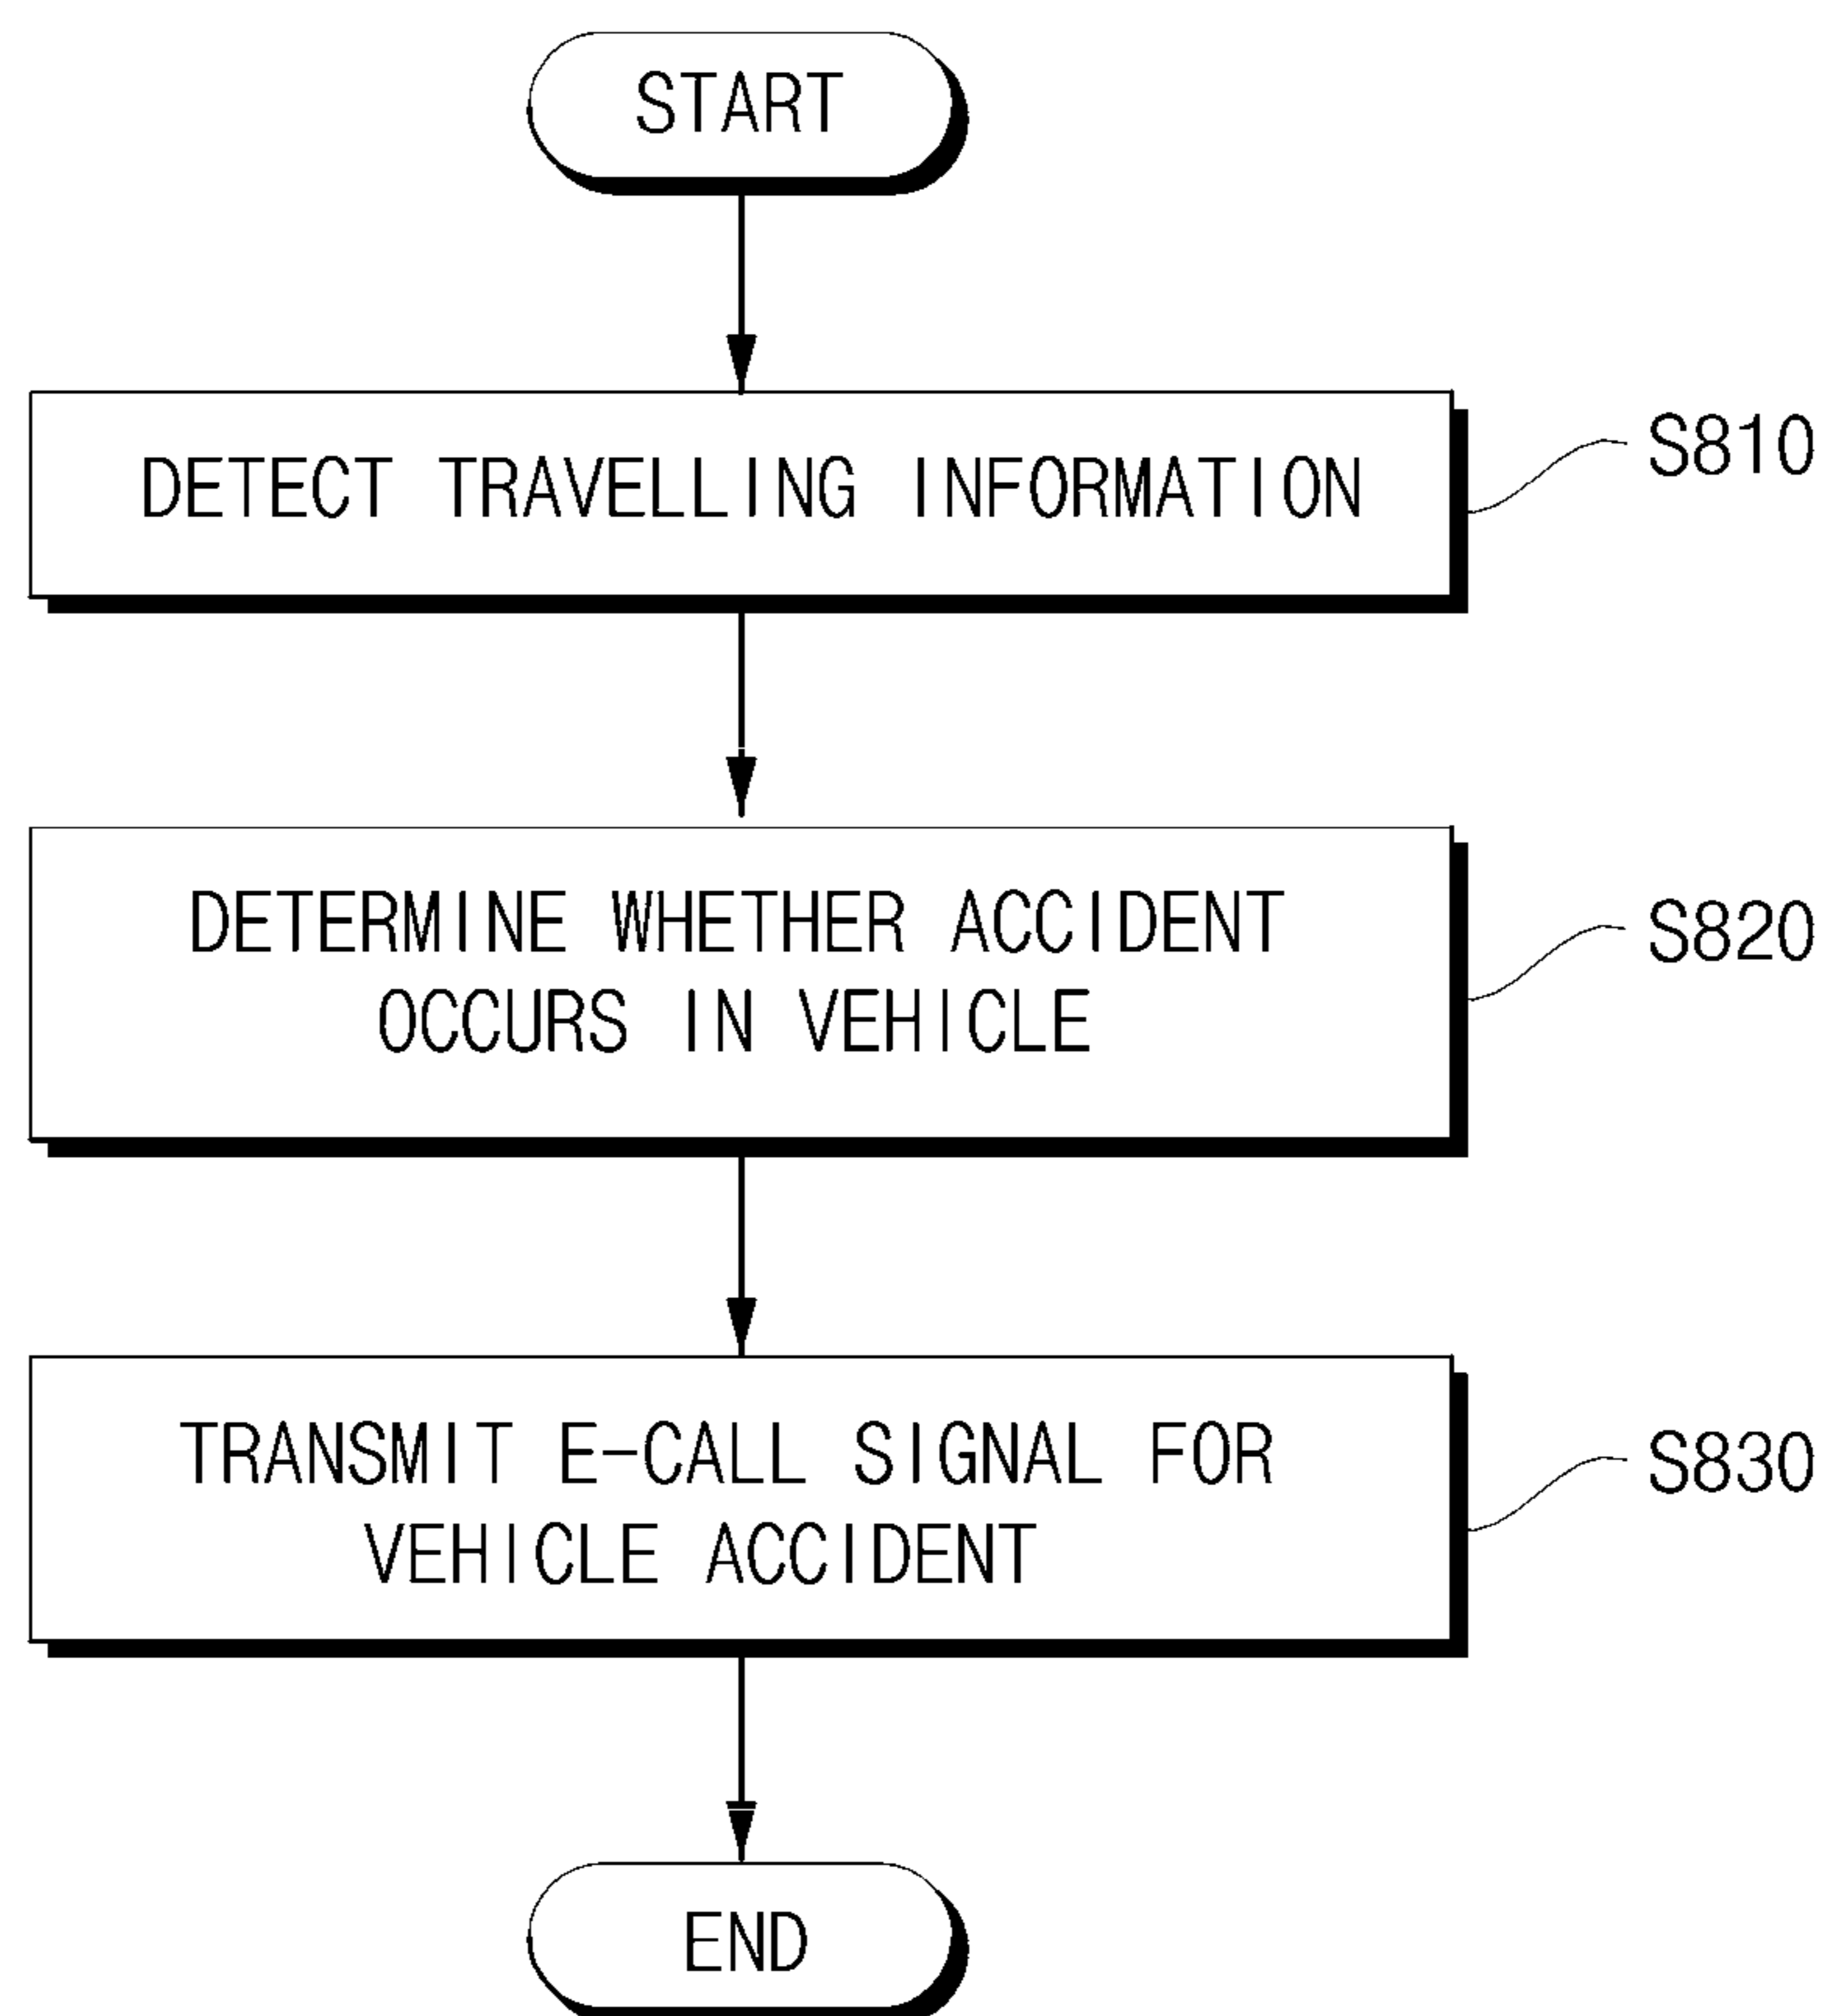 START
DETECT TRAVELLING INFORMATION
S810
DETERMINE WHETHER ACCIDENT
OCCURS IN VEHICLE
S820
TRANSMIT E-CALL SIGNAL FOR
VEHICLE ACCIDENT
S830
END